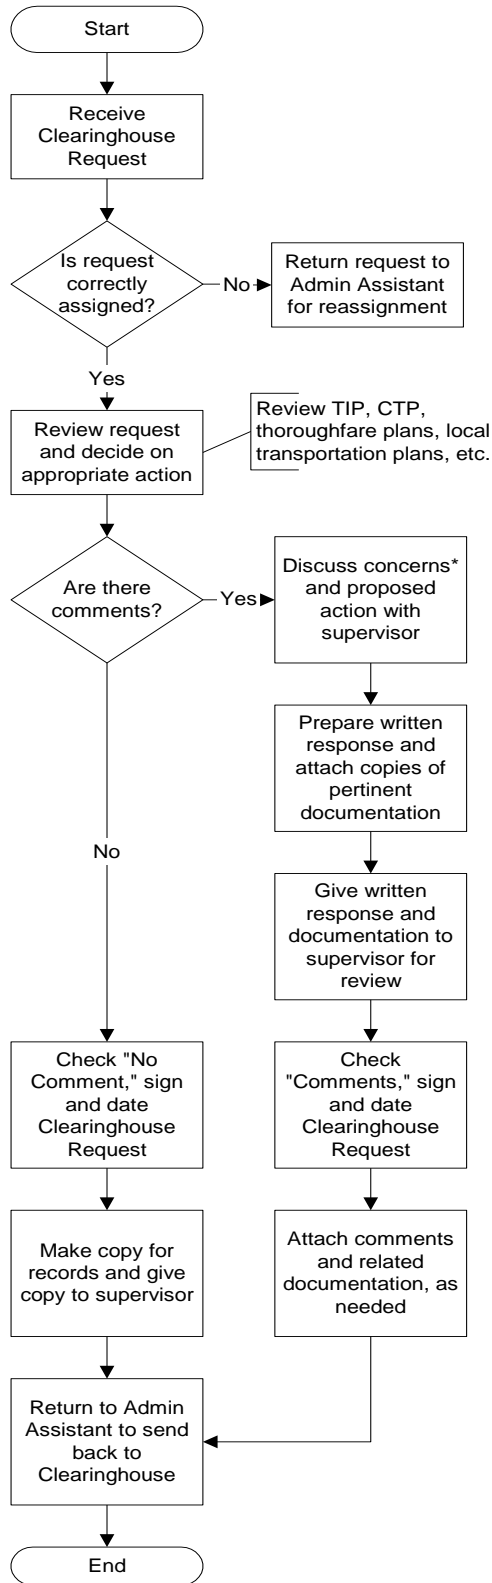 Start
Receive
Clearinghouse
Request
Is request
correctly
assigned?
No
Return request to
Admin Assistant
for reassignment
Yes
Review request
and decide on
appropriate action
Review TIP, CTP,
thoroughfare plans, local
transportation plans, etc.
Are there
comments?
Yes
Discuss concerns*
and proposed
action with
supervisor
Prepare written
response and
attach copies of
pertinent
documentation
No
Give written
response and
documentation to
supervisor for
review
Check "No
Comment," sign
and date
Clearinghouse
Request
Check
"Comments," sign
and date
Clearinghouse
Request
Make copy for
records and give
copy to supervisor
Attach comments
and related
documentation, as
needed
Return to Admin
Assistant to send
back to
Clearinghouse
End